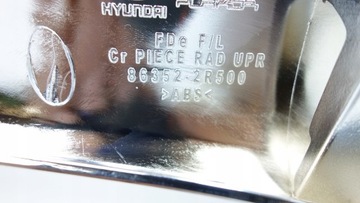 HYUNDAI
FDe F/L
Cr PIECE RAD UPR
86352-2R500
>ABS<